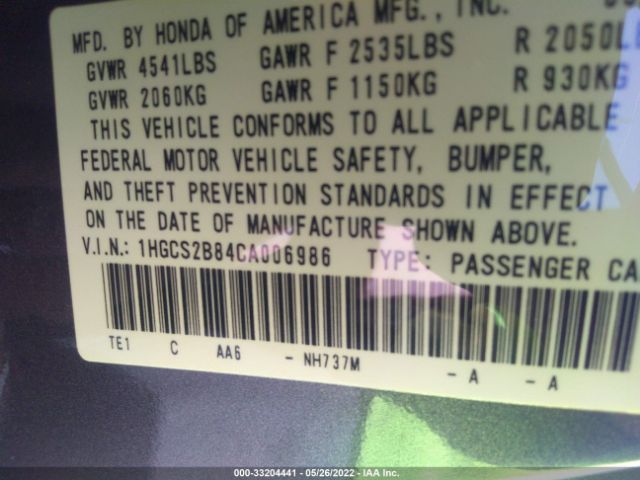 MFD. BY HONDA OF AMERICA MFG., INC.
GVWR 4541LBS GAWR F 2535LBS R 2050LB
GVWR 2060KG GAWR F 1150KG R 930KG
THIS VEHICLE CONFORMS TO ALL APPLICABLE
FEDERAL MOTOR VEHICLE SAFETY, BUMPER,
AND THEFT PREVENTION STANDARDS IN EFFECT
ON THE DATE OF MANUFACTURE SHOWN ABOVE.
V.I.N.: 1HGCS2B84CA006986 TYPE: PASSENGER CA
TE1 C AA6 - NH737M - A - A
000-33204441 - 05/26/2022 - IAA Inc.